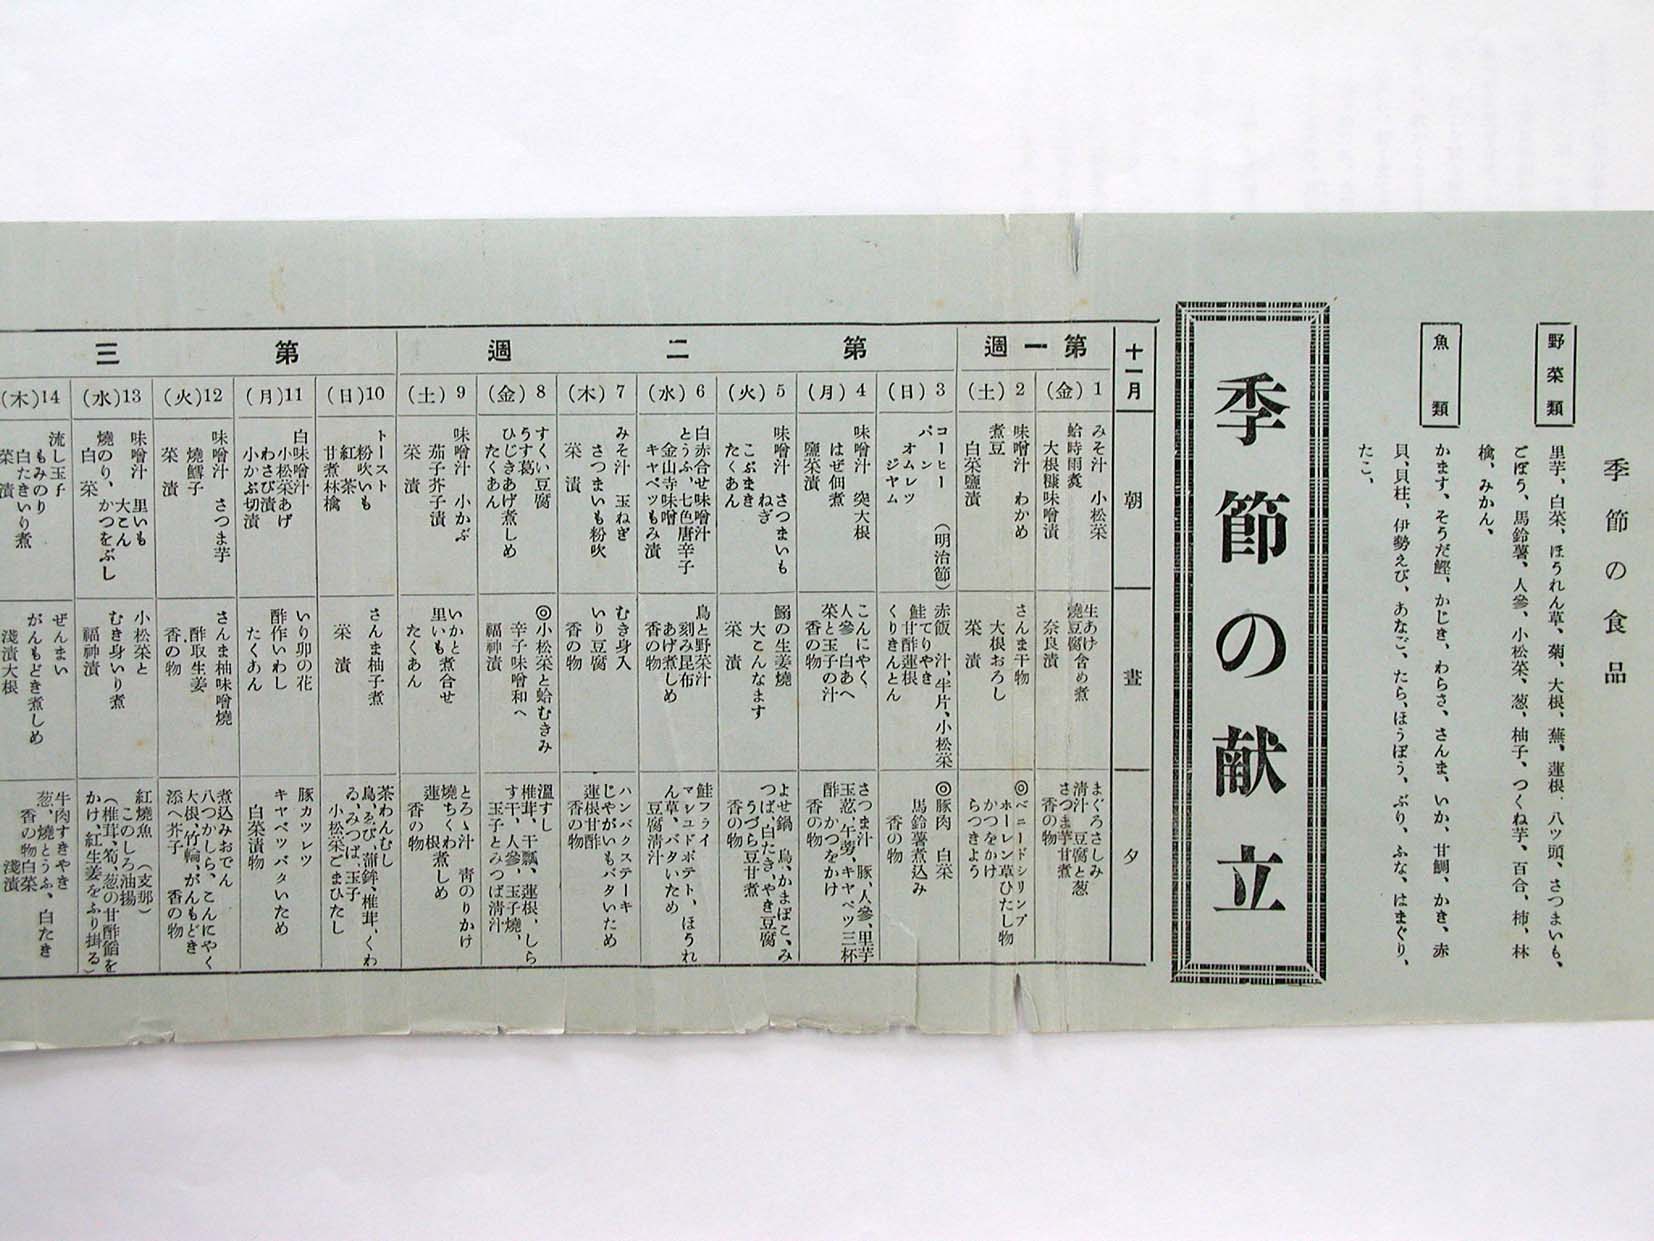 季節の食品
野菜類
里芋、白菜、ほうれん草、菊、大根、蕪、蓮根、八ツ頭、さつまいも、
ごぼう、馬鈴薯、人參、小松菜、葱、柚子、つくね芋、百合、柿、林
檎、みかん、
魚類
かます、そうだ鰹、かじき、わらさ、さんま、いか、甘鯛、かき、赤
貝、貝柱、伊勢えび、あなご、たら、ほうぼう、ぶり、ふな、はまぐり、
たこ、
季節の献立
十一月
朝
晝
夕
第一週
1(金)
みそ汁 小松菜
蛤時雨煮
大根糠味噌漬
生あげ
燒豆腐含め煮
奈良漬
まぐろさしみ
淸汁 豆腐と葱
さつま芋甘煮
香の物
2(土)
味噌汁 わかめ
煮豆
白菜鹽漬
さんま干物
大根おろし
菜漬
◎ベニードシリンプ
ホーレン草ひたし物
かつをかけ
らつきよう
第二週
3(日)
コーヒー (明治節)
パン
オムレツ
ジヤム
赤飯 汁,半片,小松菜
鮭てりやき
甘酢蓮根
くりきんとん
◎豚肉 白菜
馬鈴薯煮込み
香の物
4(月)
味噌汁 突大根
はぜ佃煮
鹽菜漬
こんにやく
人參 白あへ
菜と玉子の汁
香の物
さつま汁 豚,人參,里芋
玉葱,午蒡,キヤベツ三杯
酢 かつをかけ
香の物
5(火)
味噌汁 さつまいも
ねぎ
こぶまき
たくあん
鰯の生姜燒
大こんなます
菜漬
よせ鍋 鳥,かまぼこ,み
つば,白たき,やき豆腐
うづら豆甘煮
香の物
6(水)
白赤合せ味噌汁
とうふ,七色唐辛子
金山寺味噌
キヤベツもみ漬
鳥と野菜汁
刻み昆布
あげ煮しめ
香の物
鮭フライ
マレユドポテト,ほうれ
ん草,バタいため
豆腐淸汁
7(木)
みそ汁 玉ねぎ
さつまいも粉吹
菜漬
むき身入
いり豆腐
香の物
ハンバクステーキ
じやがいもバタいため
蓮根甘酢
香の物
8(金)
すくい豆腐
うす葛
ひじきあげ煮しめ
たくあん
◎小松菜と蛤むきみ
辛子味噌和へ
福神漬
溫すし
椎茸,干瓢,蓮根,しら
す干,人參,玉子燒,
玉子とみつば淸汁
9(土)
味噌汁 小かぶ
茄子芥子漬
菜漬
いかと
里いも煮合せ
たくあん
とろゝ汁 青のりかけ
燒ちくわ
蓮根煮しめ
香の物
第三
10(日)
トースト
粉吹いも
紅茶
甘煮林檎
さんま柚子煮
菜漬
茶わんむし
鳥,ゑび,蒲鉾,椎茸,くわ
ゐ,みつば,玉子
小松菜ごまひたし
11(月)
白味噌汁
小松菜あげ
わさび漬
小かぶ切漬
いり卯の花
酢作いわし
たくあん
豚カツレツ
キヤベツバタいため
白菜漬物
12(火)
味噌汁 さつま芋
燒鱈子
菜漬
さんま柚味噌燒
酢取生姜
香の物
煮込みおでん
八つかしら、こんにやく
大根,竹輪,がんもどき
添へ芥子 香の物
13(水)
味噌汁 里いも
大こん
燒のり,かつをぶし
白菜
小松菜と
むき身いり煮
福神漬
紅燒魚 (支那)
このしろ油揚
(椎茸,筍,葱の甘酢餡を
かけ,紅生姜をふり掛る)
14(木)
流し玉子
もみのり
白たきいり煮
菜漬
ぜんまい
がんもどき煮しめ
淺漬大根
牛肉すきやき
葱,燒とうふ、白たき
香の物白菜
淺漬